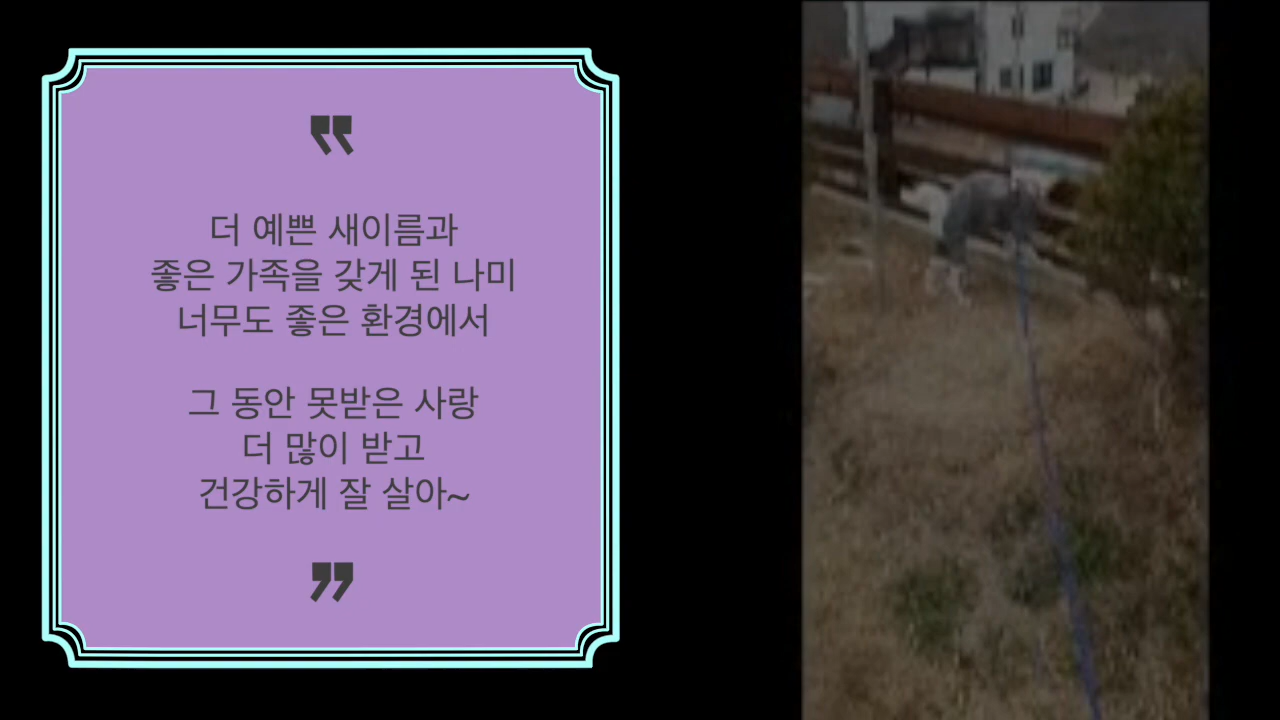 ❞
더 예쁜 새이름과
좋은 가족을 갖게 된 나미
너무도 좋은 환경에서
그 동안 못받은 사랑
더 많이 받고
건강하게 잘 살아~
❞